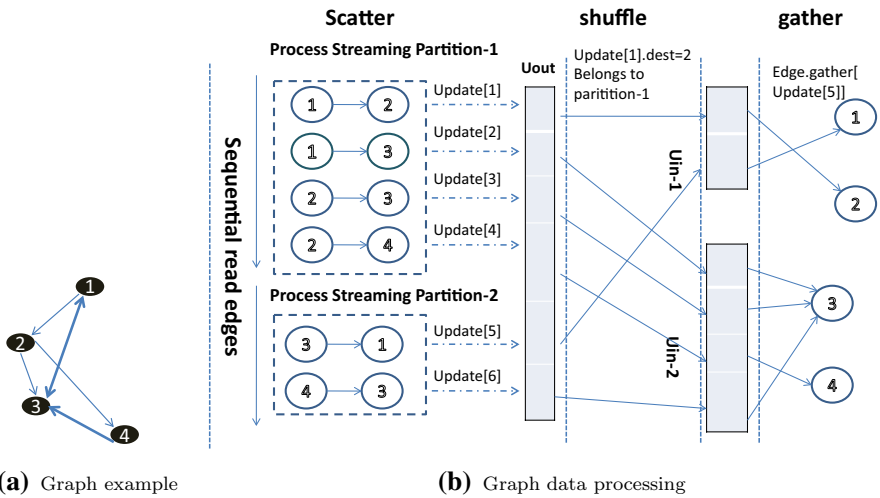 Scatter
shuffle
gather
Process Streaming Partition-1
Uout
Update[1].dest=2
Belongs to
paritition-1
Edge.gather[
Update[5]]
Sequential read edges
1
2
Update[1]
1
3
Update[2]
2
3
Update[3]
2
4
Update[4]
Process Streaming Partition-2
3
1
Update[5]
4
3
Update[6]
Uin-1
Uin-2
1
2
3
4
1
2
3
4
(a) Graph example
(b) Graph data processing